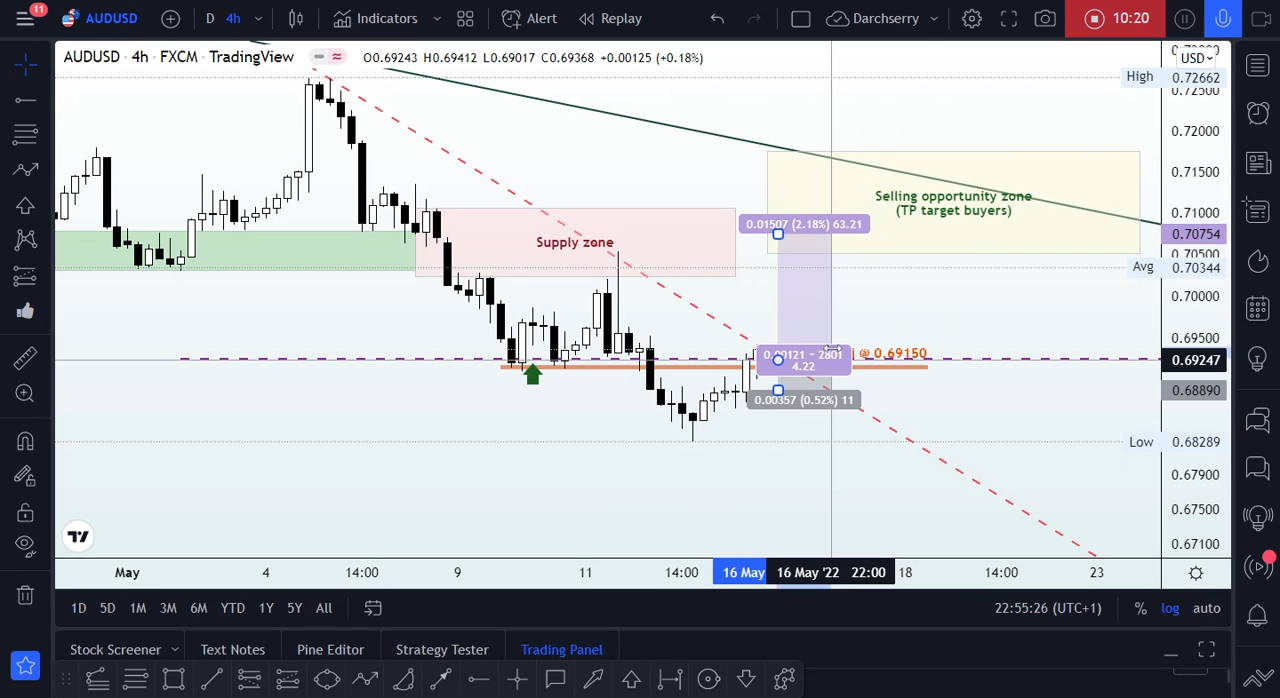 11
AUDUSD
D
4h
Indicators
Alert
Replay
Darchserry
10:20
AUDUSD · 4h · FXCM · TradingView
O0.69243 H0.69412 L0.69017 C0.69368 +0.00125 (+0.18%)
USD
High 0.72662
0.72500
0.72000
0.71500
0.71000
0.70754
0.70500
Avg 0.70344
0.70000
0.69500
0.69247
0.68890
Low 0.68289
0.67900
0.67500
0.67100
Selling opportunity zone
(TP target buyers)
0.01507 (2.18%) 63.21
Supply zone
@ 0.69150
0.00121 ~ 2801
4.22
0.00357 (0.52%) 11
May
4
14:00
9
11
14:00
16 May
16 May '22 22:00
18
14:00
23
1D 5D 1M 3M 6M YTD 1Y 5Y All
22:55:26 (UTC+1)
% log auto
Stock Screener
Text Notes
Pine Editor
Strategy Tester
Trading Panel